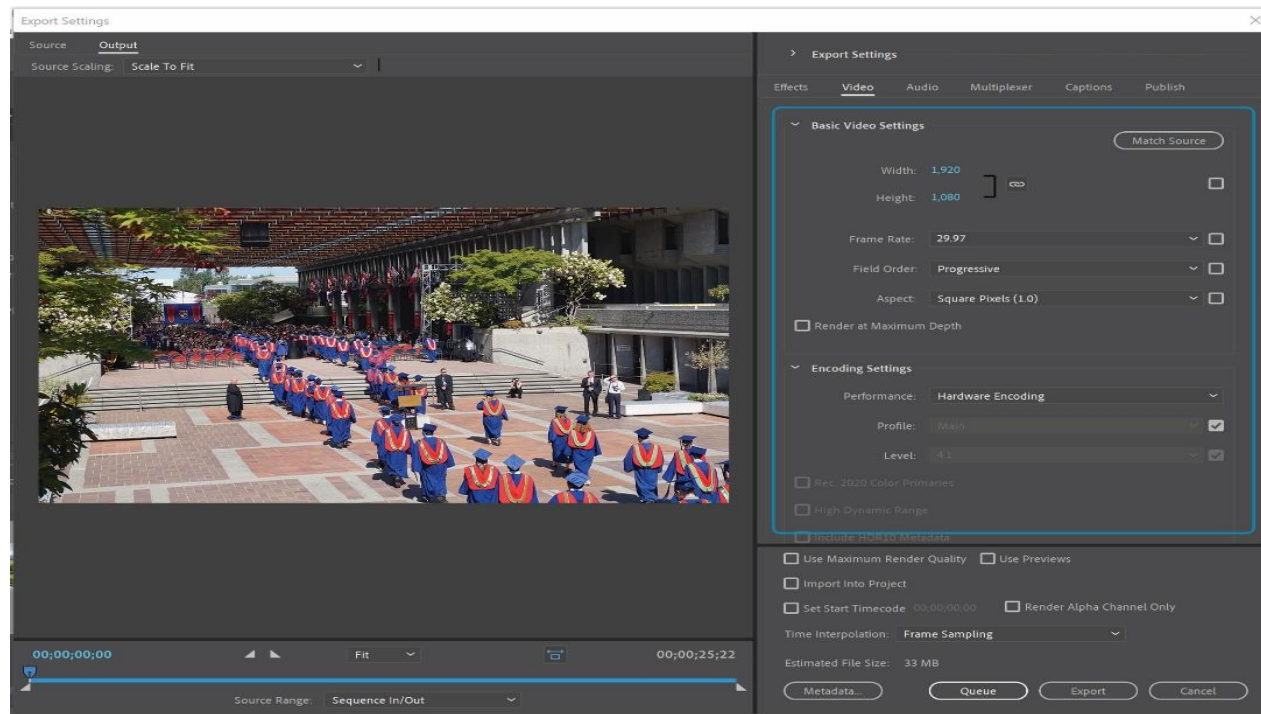 Export Settings
Source Output
Source Scaling: Scale To Fit
Export Settings
Effects Video Audio Multiplexer Captions Publish
Basic Video Settings
Match Source
Width: 1,920
Height: 1,080
Frame Rate: 29.97
Field Order: Progressive
Aspect: Square Pixels (1.0)
Render at Maximum Depth
Encoding Settings
Performance: Hardware Encoding
Profile: Main
Level: 4.1
Rec. 2020 Color Primaries
High Dynamic Range
Include HDR10 Metadata
Use Maximum Render Quality Use Previews
Import Into Project
Set Start Timecode 00;00;00;00 Render Alpha Channel Only
Time Interpolation: Frame Sampling
Estimated File Size: 33 MB
Metadata... Queue Export Cancel
00;00;00;00 Fit 00;00;25;22
Source Range: Sequence In/Out